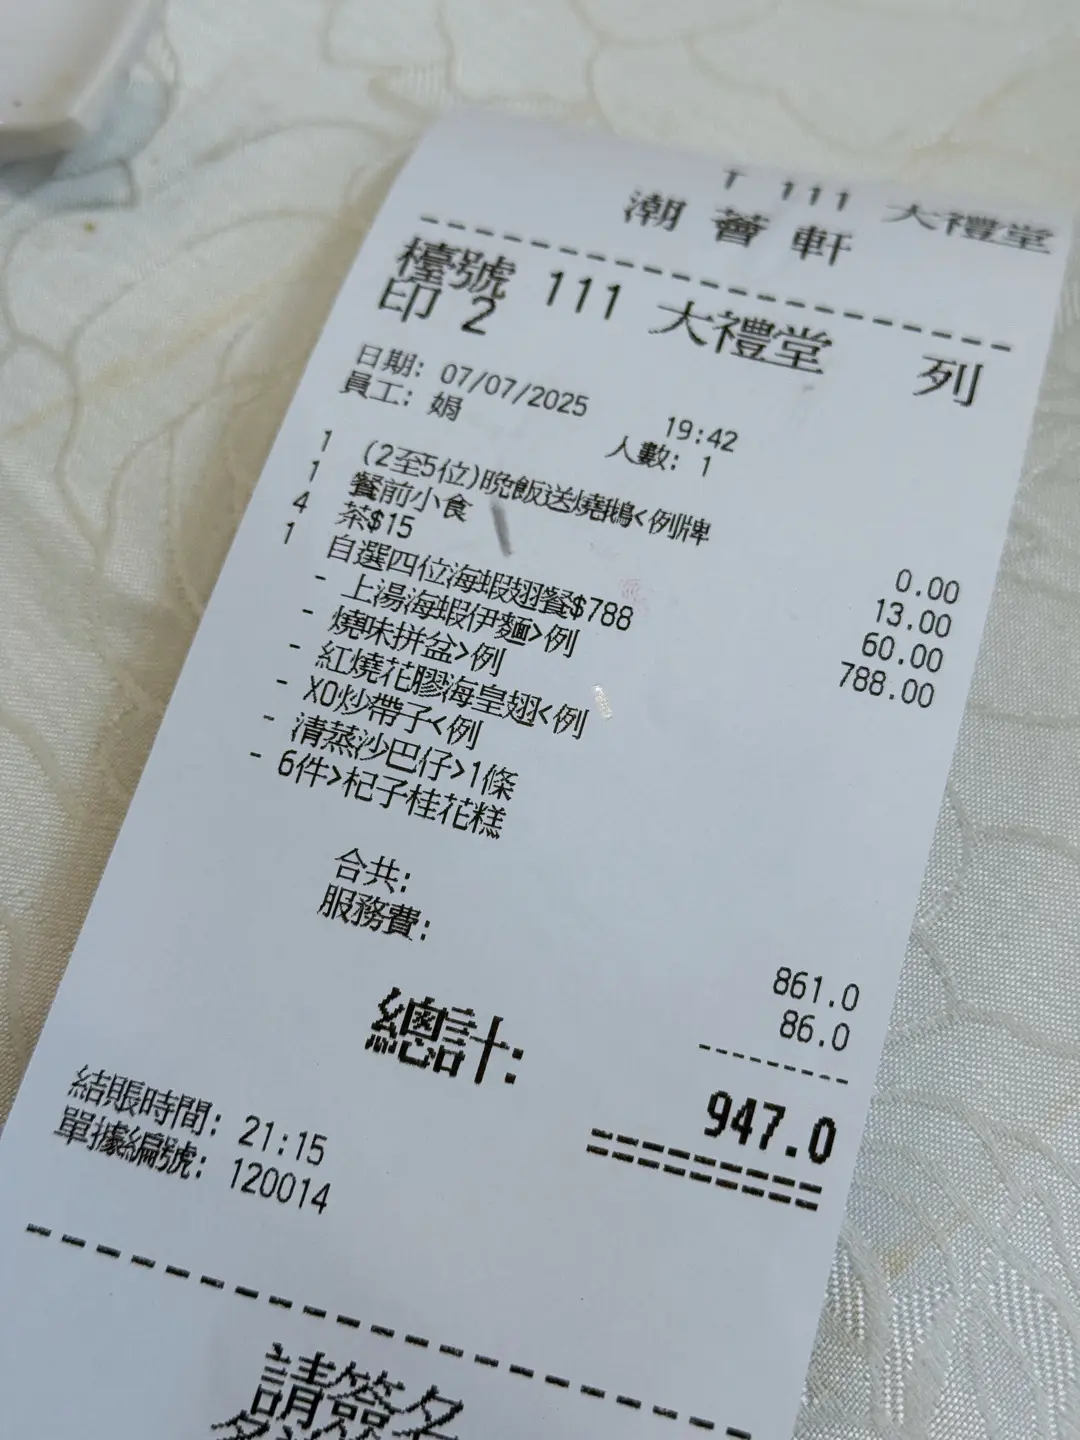 111 大禮堂
潮薈軒
檯號 111 大禮堂 列
印 2
日期: 07/07/2025 19:42
員工: 娟 人數: 1
1 (2至5位)晚飯送燒鵝<例牌 0.00
1 餐前小食 13.00
4 茶$15 60.00
1 自選四位海蝦翅餐$788 788.00
- 上湯海蝦伊麵>例
- 燒味拼盆>例
- 紅燒花膠海皇翅<例
- XO炒帶子<例
- 清蒸沙巴仔>1條
- 6件>杞子桂花糕
合共: 861.0
服務費: 86.0
總計: 947.0
結賬時間: 21:15
單據編號: 120014
請簽名